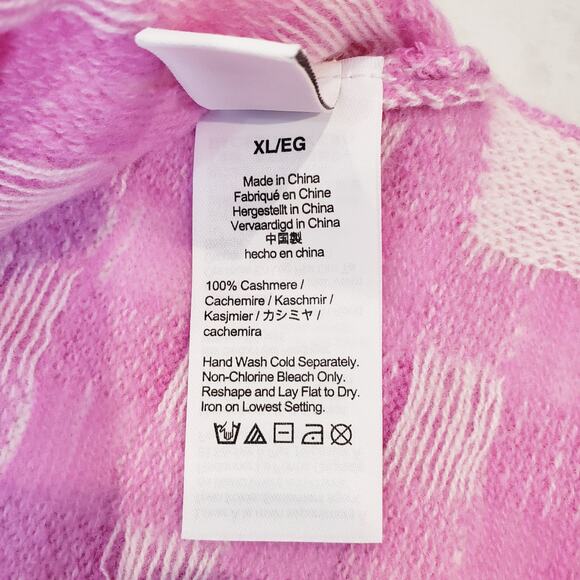 XL/EG
Made in China
Fabriqué en Chine
Hergestellt in China
Vervaardigd in China
中国製
hecho en china
100% Cashmere /
Cachemire / Kaschmir /
Kasjmier / カシミヤ /
cachemira
Hand Wash Cold Separately.
Non-Chlorine Bleach Only.
Reshape and Lay Flat to Dry.
Iron on Lowest Setting.